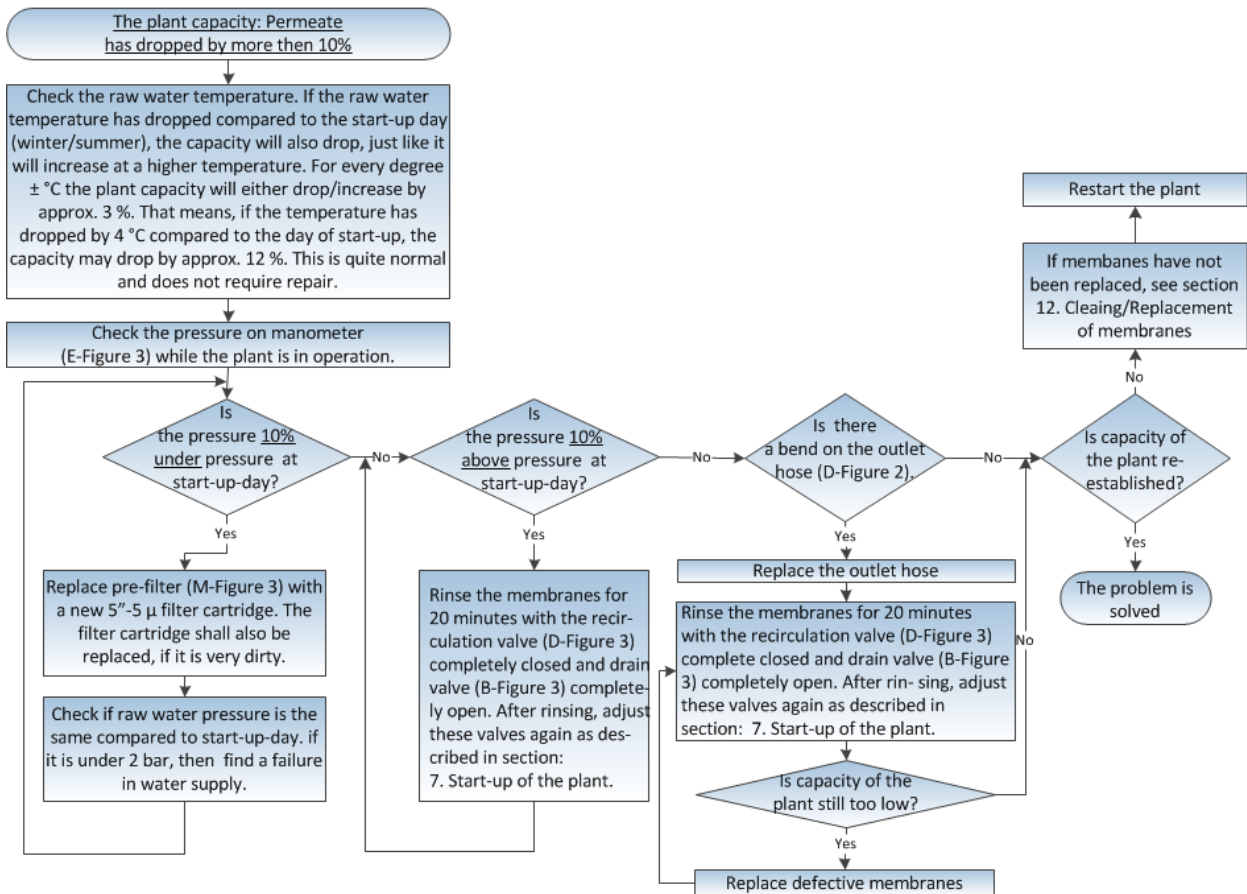 The plant capacity: Permeate
has dropped by more then 10%
Check the raw water temperature. If the raw water
temperature has dropped compared to the start-up day
(winter/summer), the capacity will also drop, just like it
will increase at a higher temperature. For every degree
± °C the plant capacity will either drop/increase by
approx. 3 %. That means, if the temperature has
dropped by 4 °C compared to the day of start-up, the
capacity may drop by approx. 12 %. This is quite normal
and does not require repair.
Check the pressure on manometer
(E-Figure 3) while the plant is in operation.
Is
the pressure 10%
under pressure at
start-up-day?
No
Yes
Replace pre-filter (M-Figure 3) with
a new 5”-5 µ filter cartridge. The
filter cartridge shall also be
replaced, if it is very dirty.
Check if raw water pressure is the
same compared to start-up-day. if
it is under 2 bar, then find a failure
in water supply.
Is
the pressure 10%
above pressure at
start-up-day?
No
Yes
Rinse the membranes for
20 minutes with the recir-
culation valve (D-Figure 3)
completely closed and drain
valve (B-Figure 3) complete-
ly open. After rinsing, adjust
these valves again as des-
cribed in section:
7. Start-up of the plant.
Is there
a bend on the outlet
hose (D-Figure 2).
No
Yes
Replace the outlet hose
Rinse the membranes for 20 minutes
with the recirculation valve (D-Figure 3)
complete closed and drain valve (B-Figure
3) completely open. After rin- sing, adjust
these valves again as described in
section: 7. Start-up of the plant.
Is capacity of the
plant still too low?
No
Yes
Replace defective membranes
Is capacity of
the plant re-
established?
No
Yes
The problem is
solved
If membanes have not
been replaced, see section
12. Cleaing/Replacement
of membranes
Restart the plant